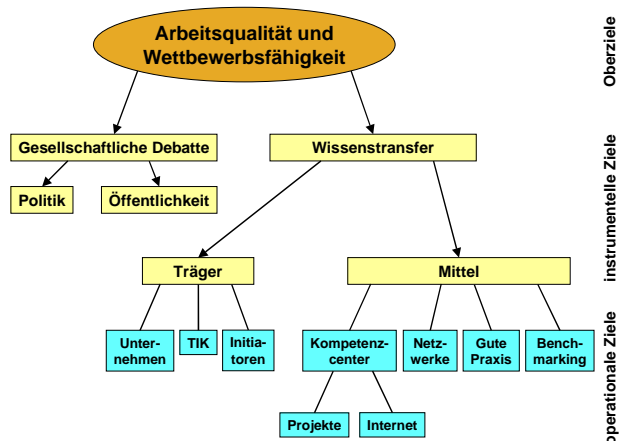 Arbeitsqualität und
Wettbewerbsfähigkeit
Oberziele
Gesellschaftliche Debatte
Wissenstransfer
Politik
Öffentlichkeit
instrumentelle Ziele
Träger
Mittel
Unter-
nehmen
TIK
Initia-
toren
Kompetenz-
center
Netz-
werke
Gute
Praxis
Bench-
marking
operationale Ziele
Projekte
Internet